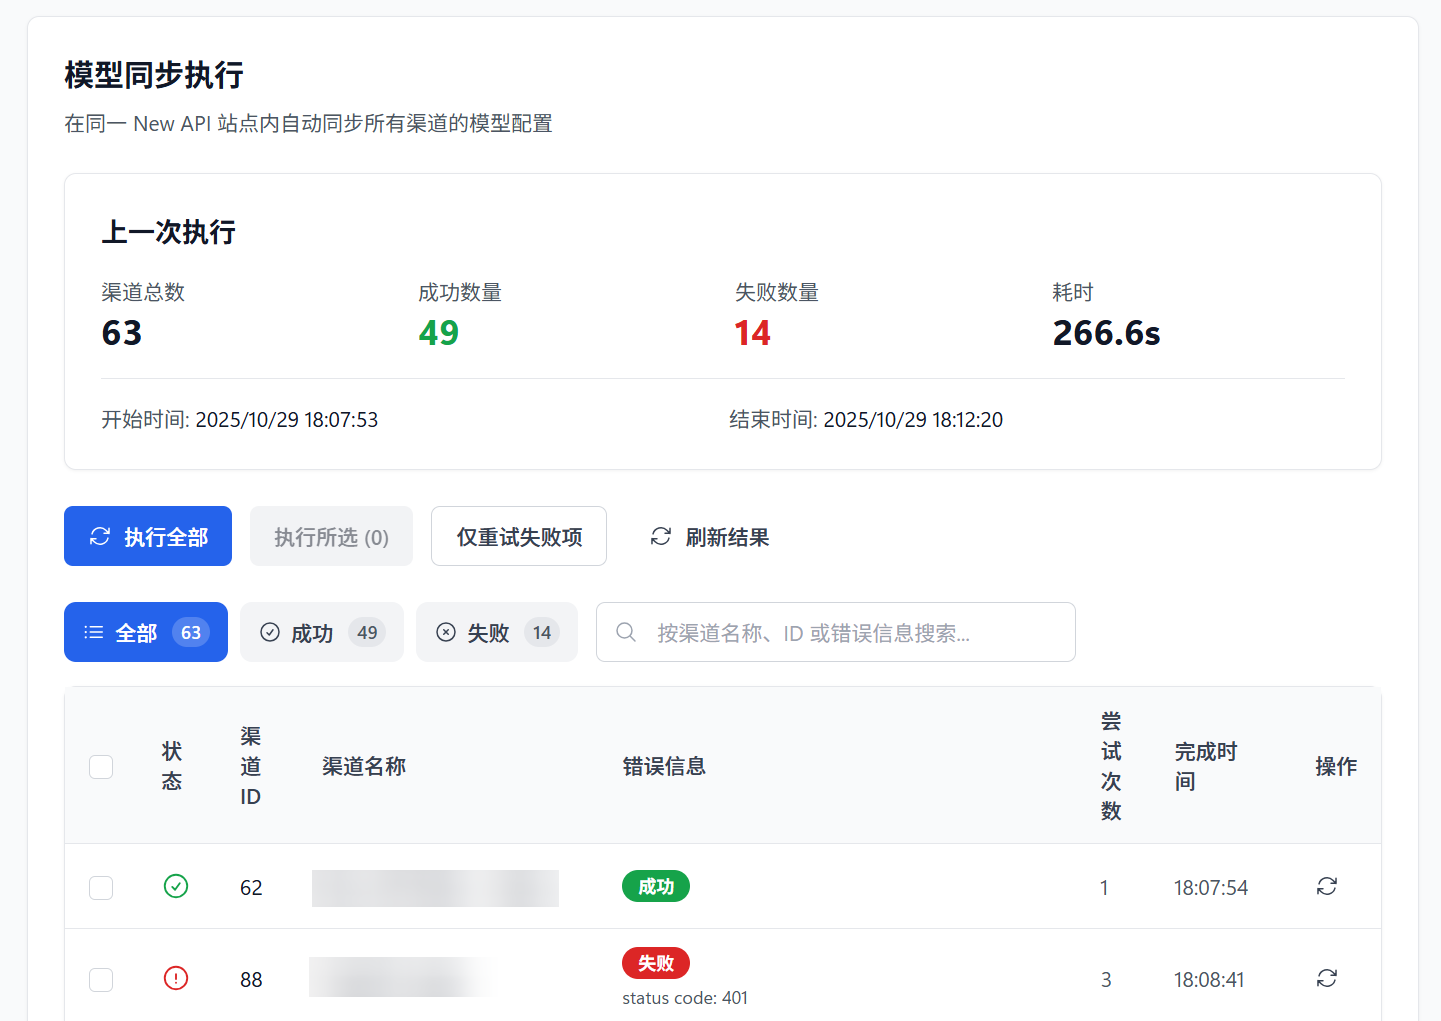 模型同步执行
在同一 New API 站点内自动同步所有渠道的模型配置
上一次执行
渠道总数 成功数量 失败数量 耗时
63 49 14 266.6s
开始时间: 2025/10/29 18:07:53 结束时间: 2025/10/29 18:12:20
执行全部 执行所选 (0) 仅重试失败项 刷新结果
全部 63 成功 49 失败 14 按渠道名称、ID 或错误信息搜索...
状态 渠道ID 渠道名称 错误信息 尝试次数 完成时间 操作
62 成功 1 18:07:54
88 失败 3 18:08:41
status code: 401